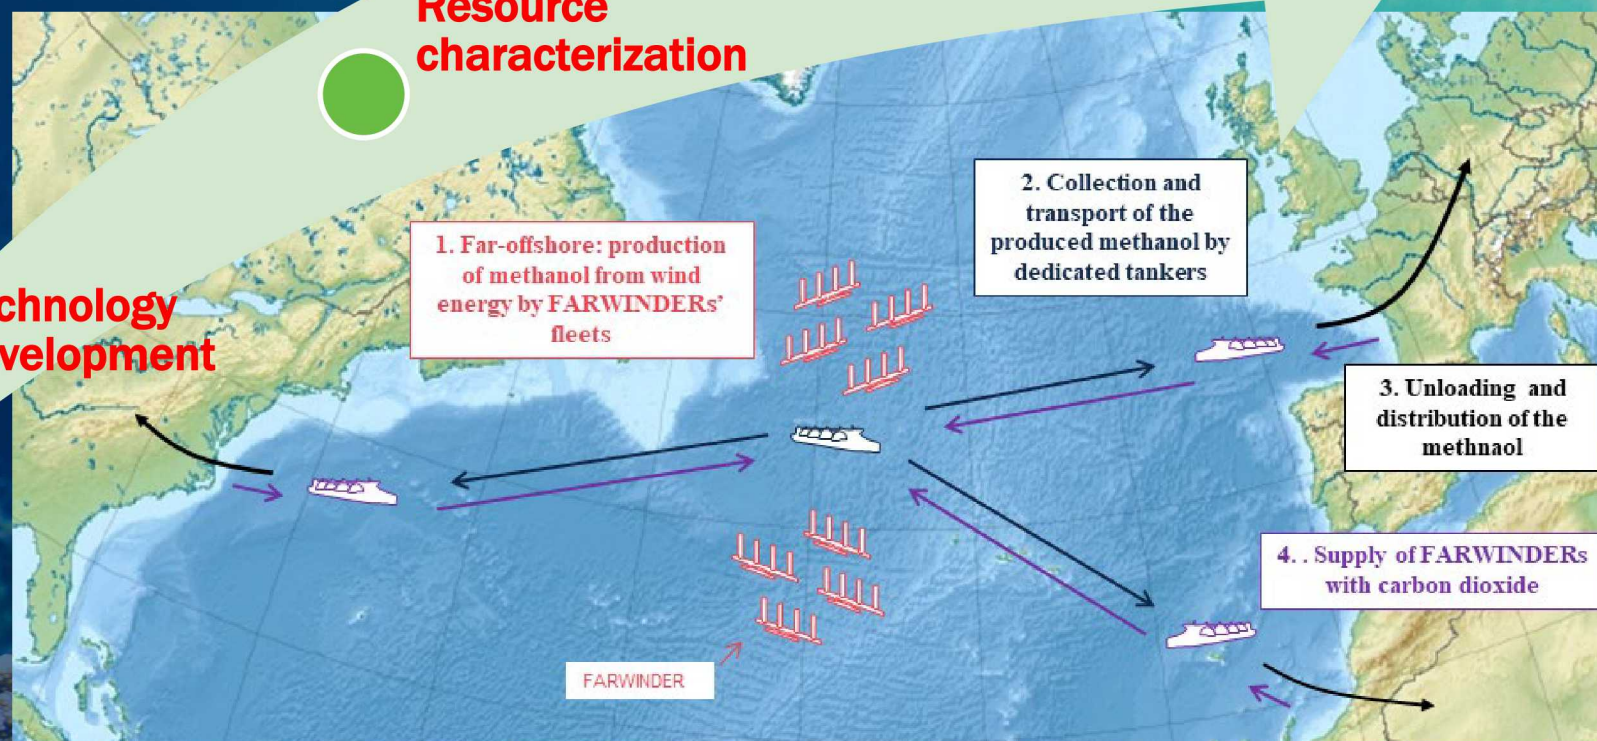 Resource
characterization
chnology
velopment
1. Far-offshore: production
of methanol from wind
energy by FARWINDERs’
fleets
2. Collection and
transport of the
produced methanol by
dedicated tankers
3. Unloading and
distribution of the
methnaol
4. . Supply of FARWINDERs
with carbon dioxide
FARWINDER